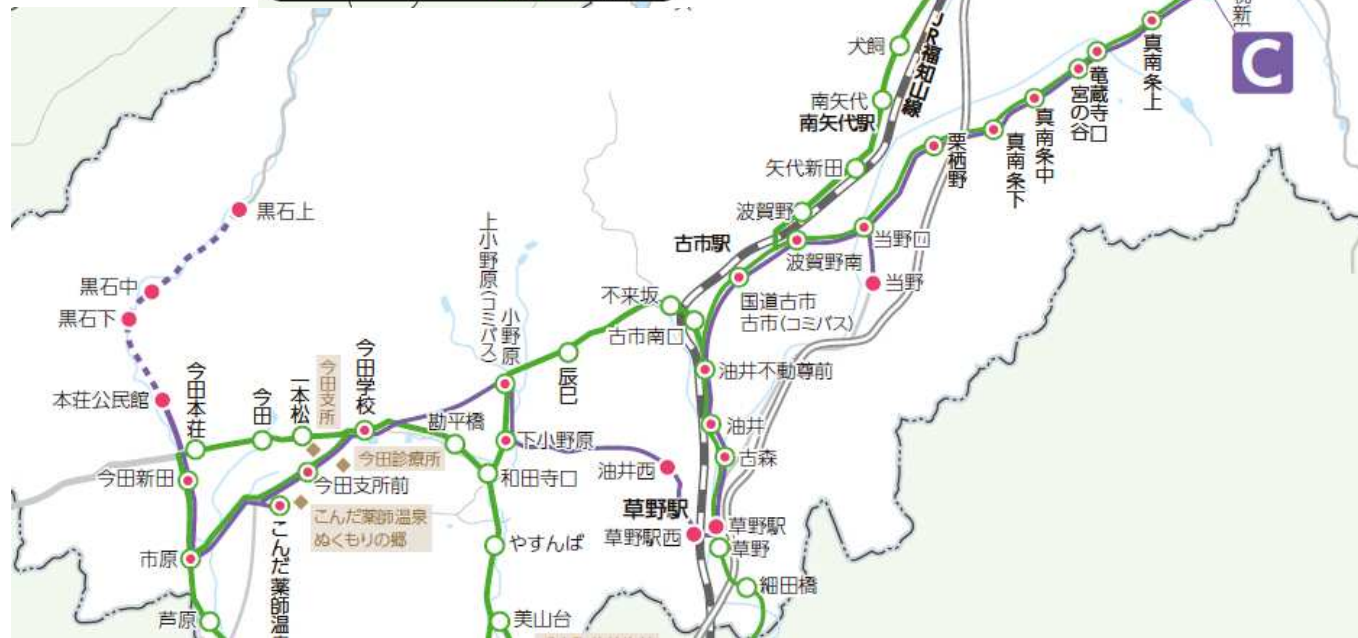 犬飼
JR福知山線
南矢代
南矢代駅
矢代新田
波賀野
古市駅
波賀野南
当野口
当野
栗栖野
真南条下
真南条中
宮の谷
竜蔵寺口
真南条上
C
黒石上
黒石中
黒石下
本荘公民館
今田本荘
今田
一本松
今田支所
今田学校
勘平橋
上小野原(コミバス)
小野原
辰巳
不来坂
古市南口
国道古市
古市(コミバス)
油井不動尊前
油井
古森
下小野原
油井西
今田新田
今田支所前
今田診療所
和田寺口
こんだ薬師温泉
ぬくもりの郷
草野駅
草野駅西
草野駅
草野
細田橋
市原
こんだ薬師温
やすんば
芦原
美山台